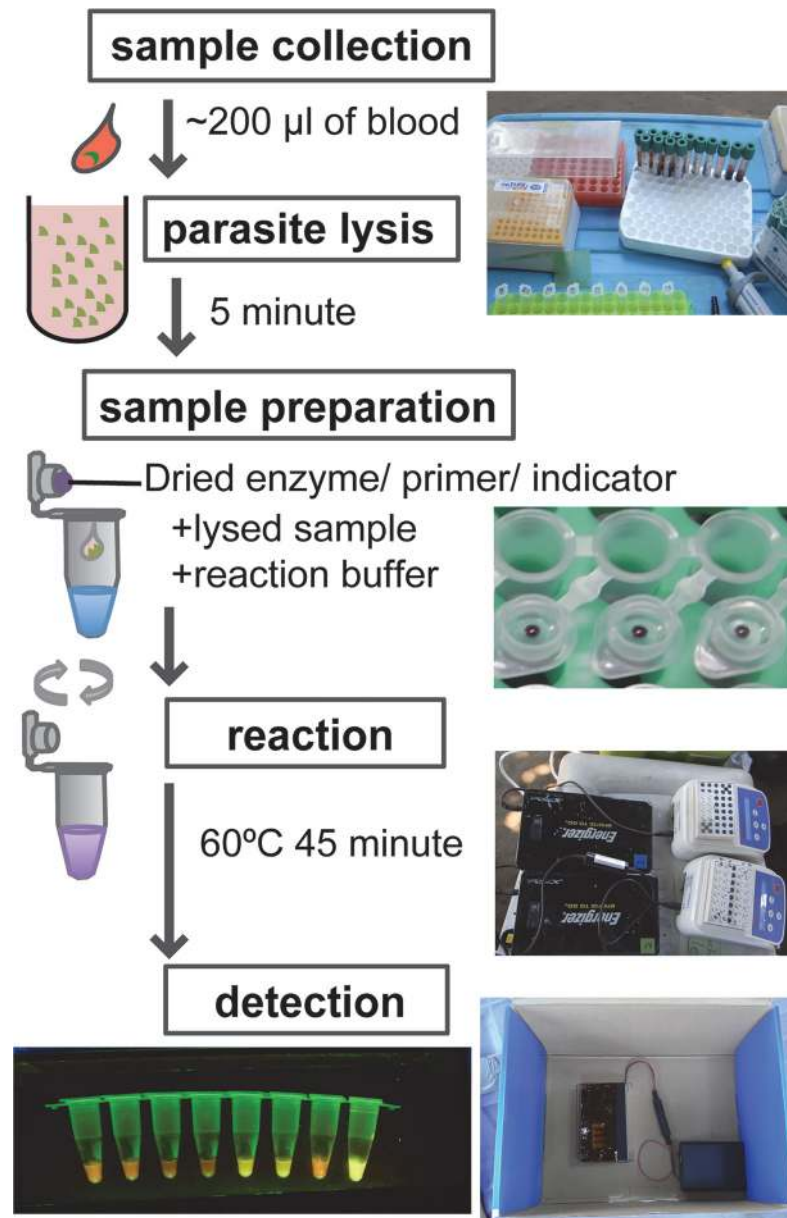 sample collection
~200 µl of blood
parasite lysis
5 minute
sample preparation
Dried enzyme/ primer/ indicator
+lysed sample
+reaction buffer
reaction
60ºC 45 minute
Energizer
Energizer
detection